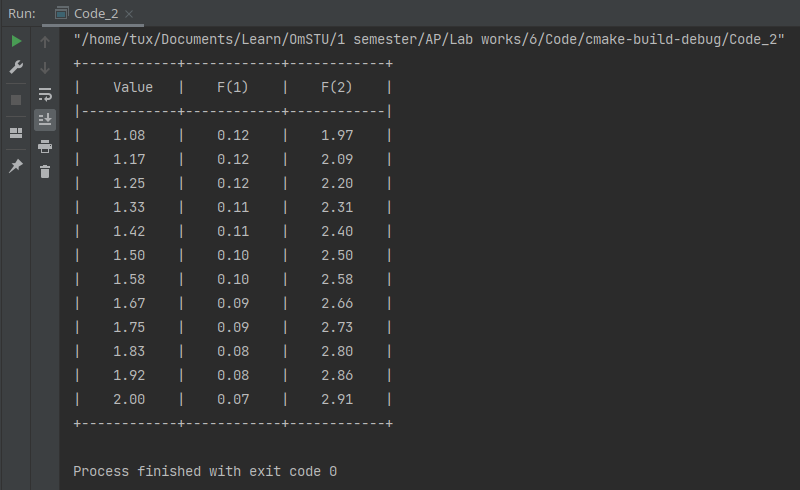 Run: Code_2
"/home/tux/Documents/Learn/OmSTU/1 semester/AP/Lab works/6/Code/cmake-build-debug/Code_2"
+------------+------------+------------+
|    Value   |    F(1)    |    F(2)    |
|------------+------------+------------|
|    1.08    |    0.12    |    1.97    |
|    1.17    |    0.12    |    2.09    |
|    1.25    |    0.12    |    2.20    |
|    1.33    |    0.11    |    2.31    |
|    1.42    |    0.11    |    2.40    |
|    1.50    |    0.10    |    2.50    |
|    1.58    |    0.10    |    2.58    |
|    1.67    |    0.09    |    2.66    |
|    1.75    |    0.09    |    2.73    |
|    1.83    |    0.08    |    2.80    |
|    1.92    |    0.08    |    2.86    |
|    2.00    |    0.07    |    2.91    |
+------------+------------+------------+
Process finished with exit code 0